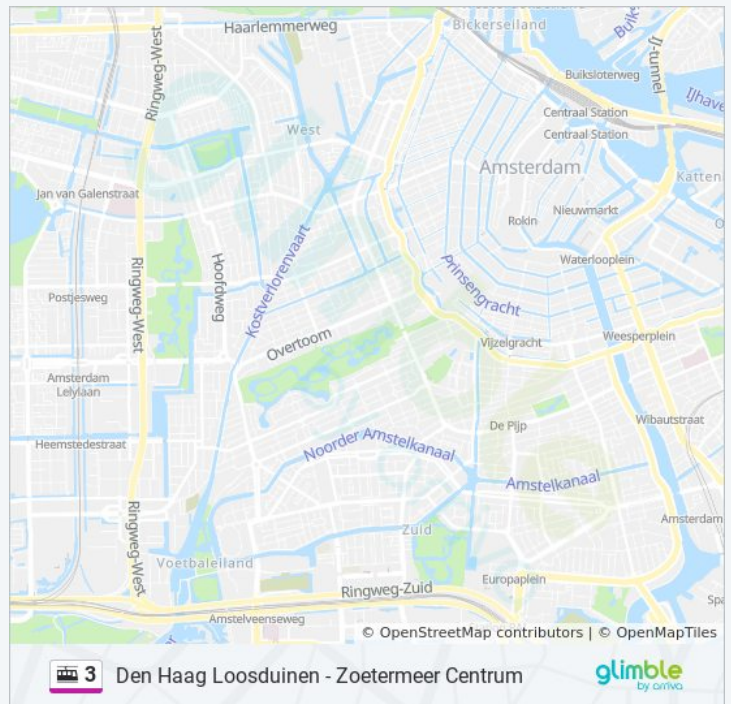 Haarlemmerweg
Bickerseiland
Ringweg-West
IJ-tunnel
Buiksloterweg
Centraal Station
Centraal Station
West
Amsterdam
Jan van Galenstraat
Nieuwmarkt
Rokin
Kostverlorenvaart
Hoofdweg
Ringweg-West
Waterlooplein
Prinsengracht
Postjesweg
Overtoom
Vijzelgracht
Weesperplein
Amsterdam
Lelylaan
De Pijp
Wibautstraat
Heemstedestraat
Noorder Amstelkanaal
Amstelkanaal
Ringweg-West
Zuid
Amsterdam
Voetbaleiland
Europaplein
Ringweg-Zuid
Amstelveenseweg
© OpenStreetMap contributors | © OpenMapTiles
3 Den Haag Loosduinen - Zoetermeer Centrum
glimble
by arriva